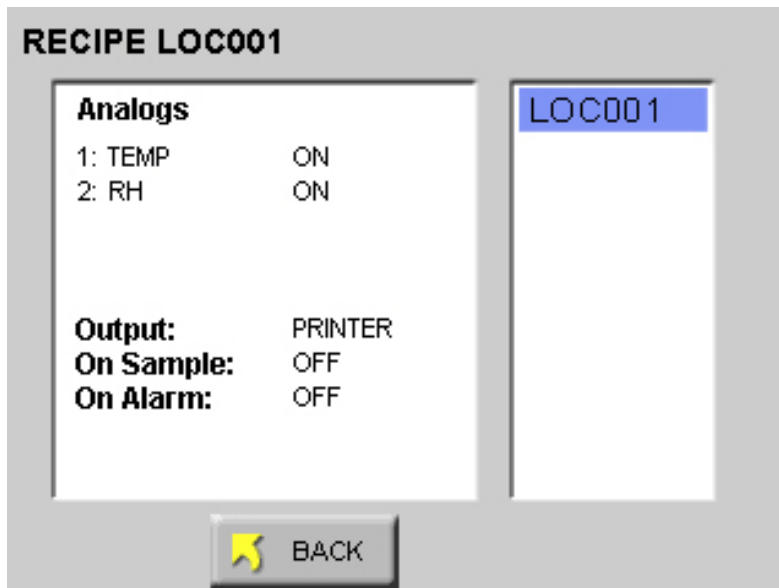 RECIPE LOC001
Analogs
1: TEMP ON
2: RH ON
Output: PRINTER
On Sample: OFF
On Alarm: OFF
LOC001
BACK